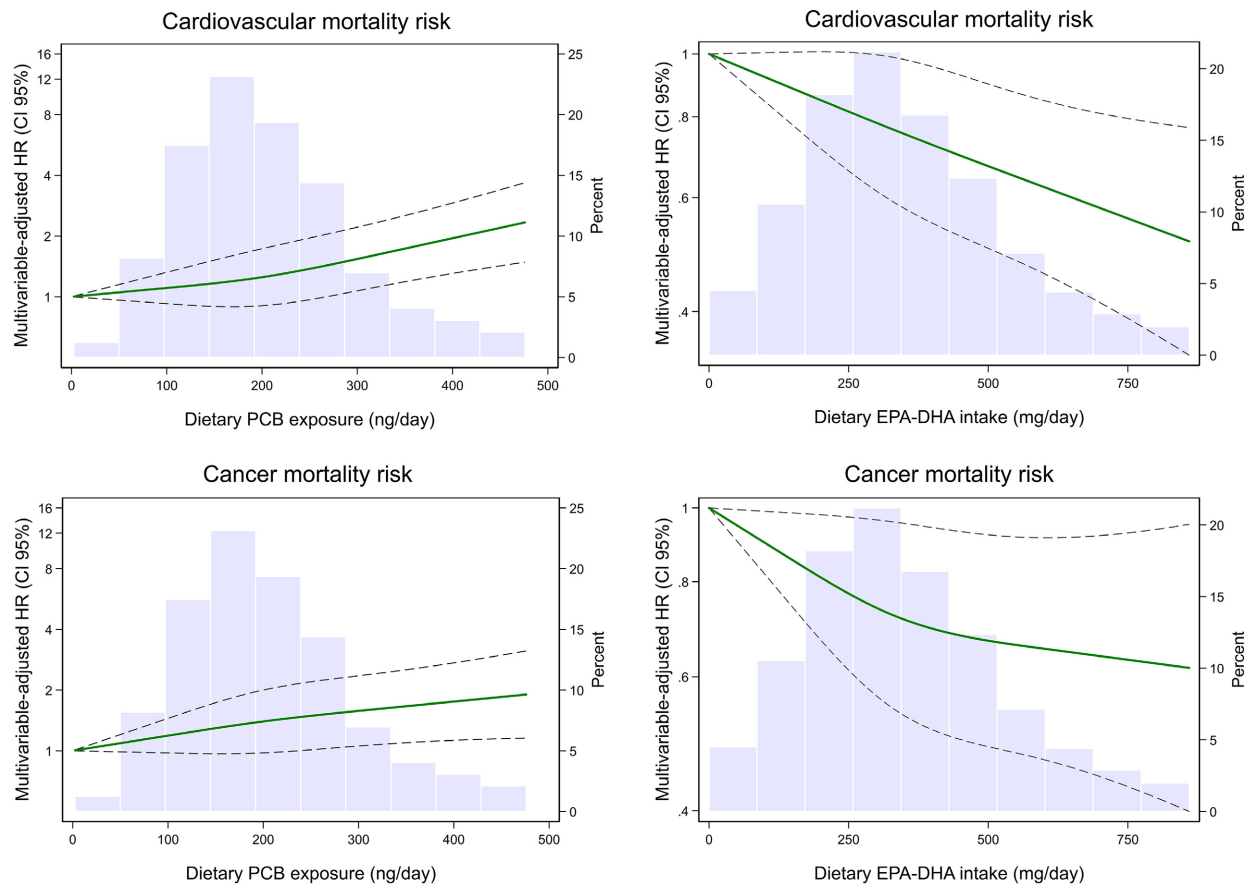 Cardiovascular mortality risk
Multivariable-adjusted HR (CI 95%)
16
12
8
4
2
1
25
20
15
10
5
0
Percent
0 100 200 300 400 500
Dietary PCB exposure (ng/day)
Cardiovascular mortality risk
Multivariable-adjusted HR (CI 95%)
1
.8
.6
.4
20
15
10
5
0
Percent
0 250 500 750
Dietary EPA-DHA intake (mg/day)
Cancer mortality risk
Multivariable-adjusted HR (CI 95%)
16
12
8
4
2
1
25
20
15
10
5
0
Percent
0 100 200 300 400 500
Dietary PCB exposure (ng/day)
Cancer mortality risk
Multivariable-adjusted HR (CI 95%)
1
.8
.6
.4
20
15
10
5
0
Percent
0 250 500 750
Dietary EPA-DHA intake (mg/day)